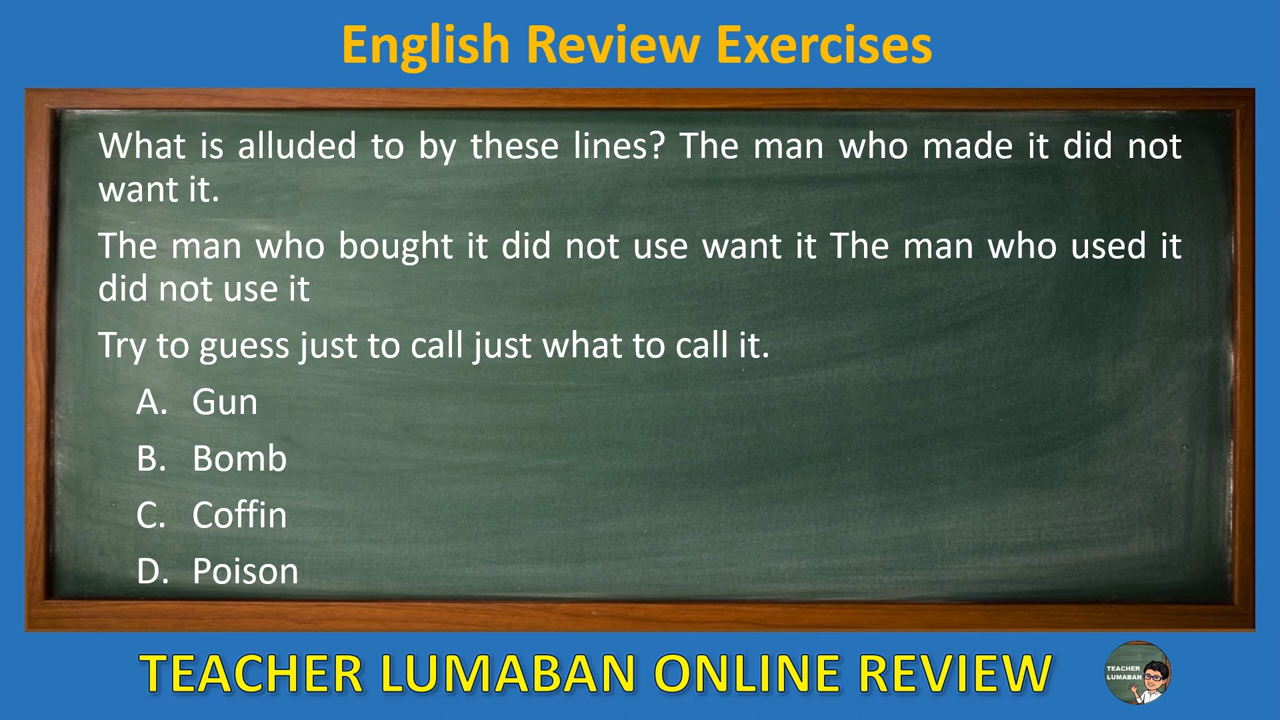 English Review Exercises
What is alluded to by these lines? The man who made it did not
want it.
The man who bought it did not use want it The man who used it
did not use it
Try to guess just to call just what to call it.
A. Gun
B. Bomb
C. Coffin
D. Poison
TEACHER LUMABAN ONLINE REVIEW
TEACHER
LUMABAN